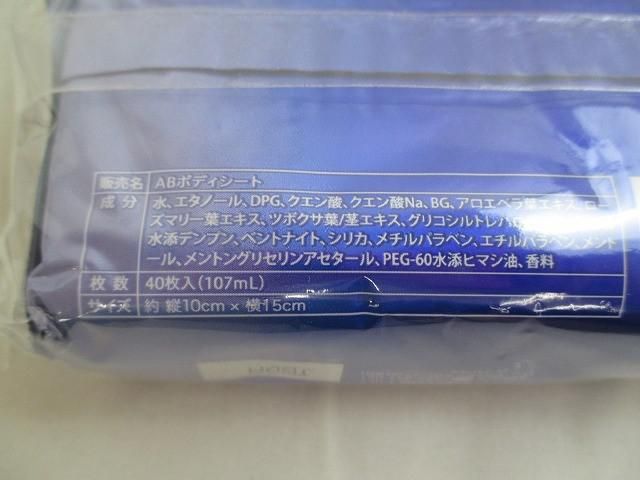 販売名 ABボディシート
成分 水、エタノール、DPG、クエン酸、クエン酸Na、BG、アロエベラ葉エキス、ロー
ズマリー葉エキス、ツボクサ葉/茎エキス、グリコシルトレハロ
水添デンプン、ベントナイト、シリカ、メチルパラベン、エチルパラベン、メント
ール、メントングリセリンアセタール、PEG-60水添ヒマシ油、香料
枚数 40枚入(107mL)
サイズ 約 縦10cm × 横15cm